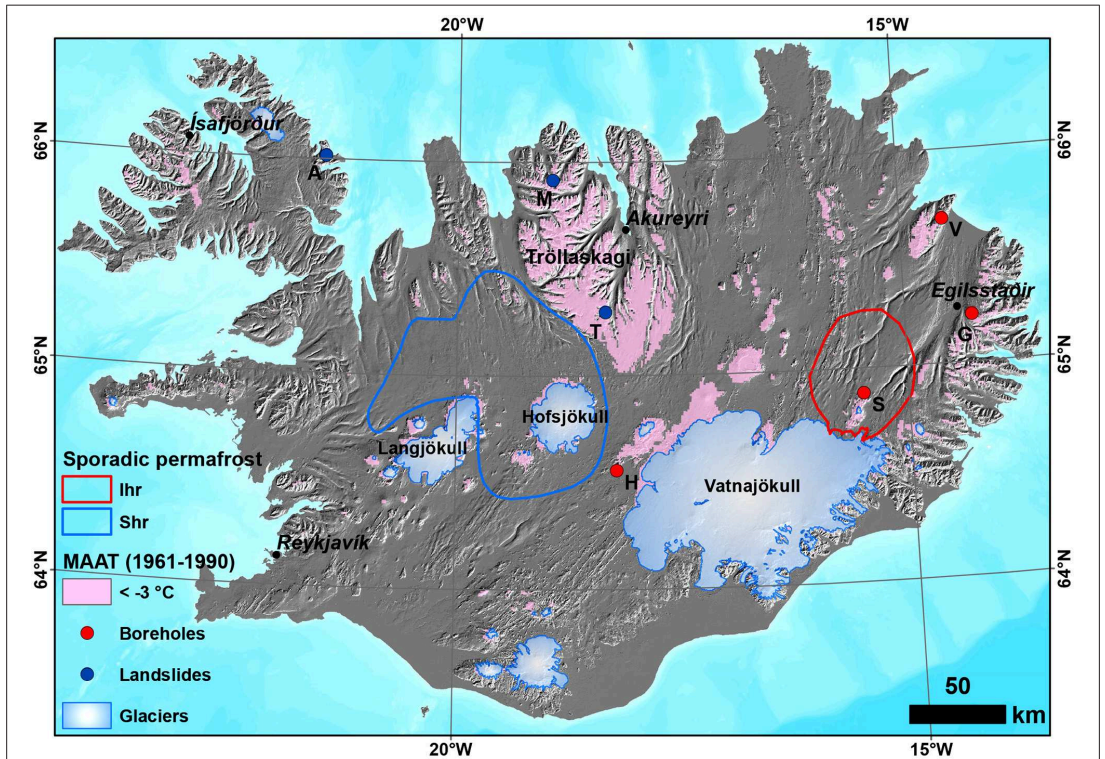 20°W
15°W
66°N
66°N
Ísafjörður
Á
M
Akureyri
V
Tröllaskagi
Egilsstaðir
T
G
65°N
65°N
S
Hofsjökull
Langjökull
Sporadic permafrost
H
Vatnajökull
Ihr
Shr
Reykjavík
MAAT (1961-1990)
64°N
64°N
< -3 °C
Boreholes
Landslides
50
Glaciers
km
20°W
15°W